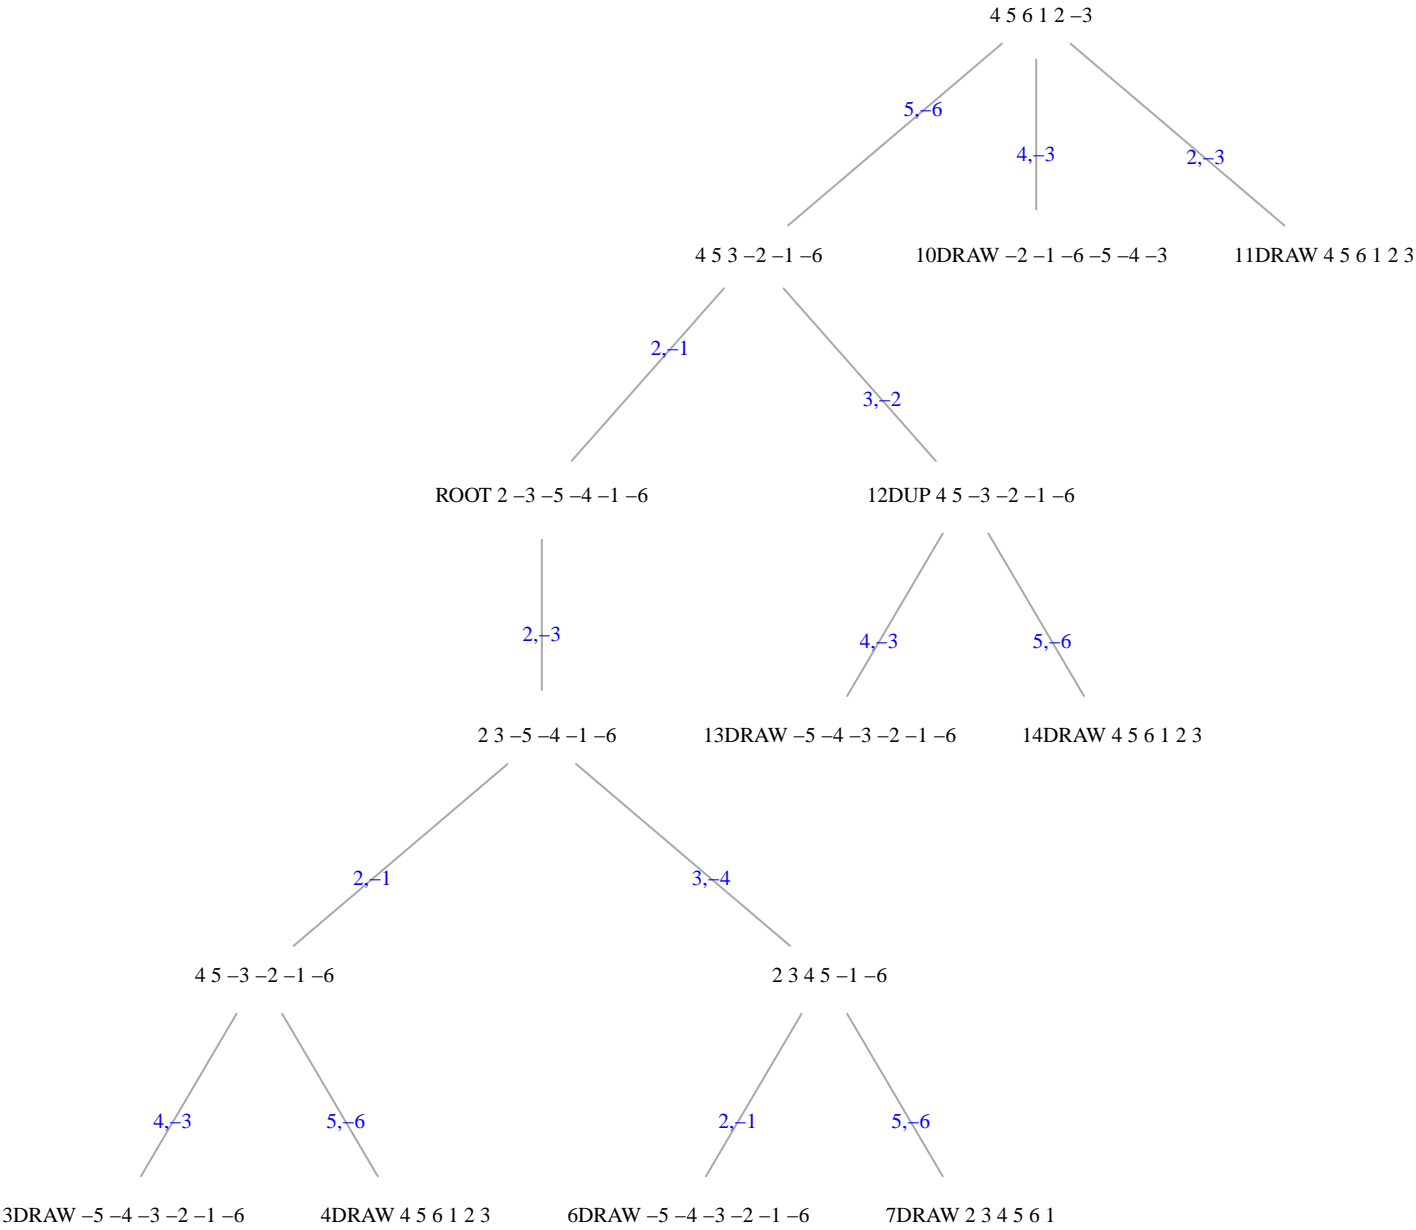 4 5 6 1 2 –3
5,–6
4,–3
2,–3
4 5 3 –2 –1 –6
10DRAW –2 –1 –6 –5 –4 –3
11DRAW 4 5 6 1 2 3
2,–1
3,–2
ROOT 2 –3 –5 –4 –1 –6
12DUP 4 5 –3 –2 –1 –6
2,–3
4,–3
5,–6
2 3 –5 –4 –1 –6
13DRAW –5 –4 –3 –2 –1 –6
14DRAW 4 5 6 1 2 3
2,–1
3,–4
4 5 –3 –2 –1 –6
2 3 4 5 –1 –6
4,–3
5,–6
2,–1
5,–6
3DRAW –5 –4 –3 –2 –1 –6
4DRAW 4 5 6 1 2 3
6DRAW –5 –4 –3 –2 –1 –6
7DRAW 2 3 4 5 6 1